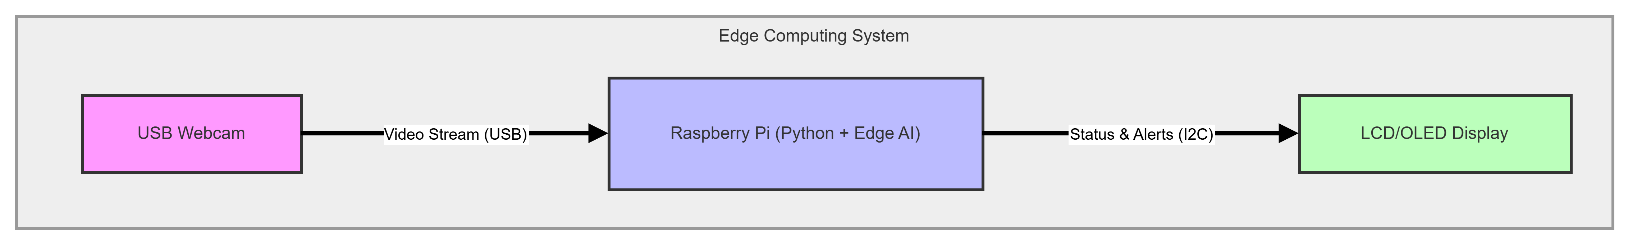 Edge Computing System
USB Webcam
Video Stream (USB)
Raspberry Pi (Python + Edge AI)
Status & Alerts (I2C)
LCD/OLED Display